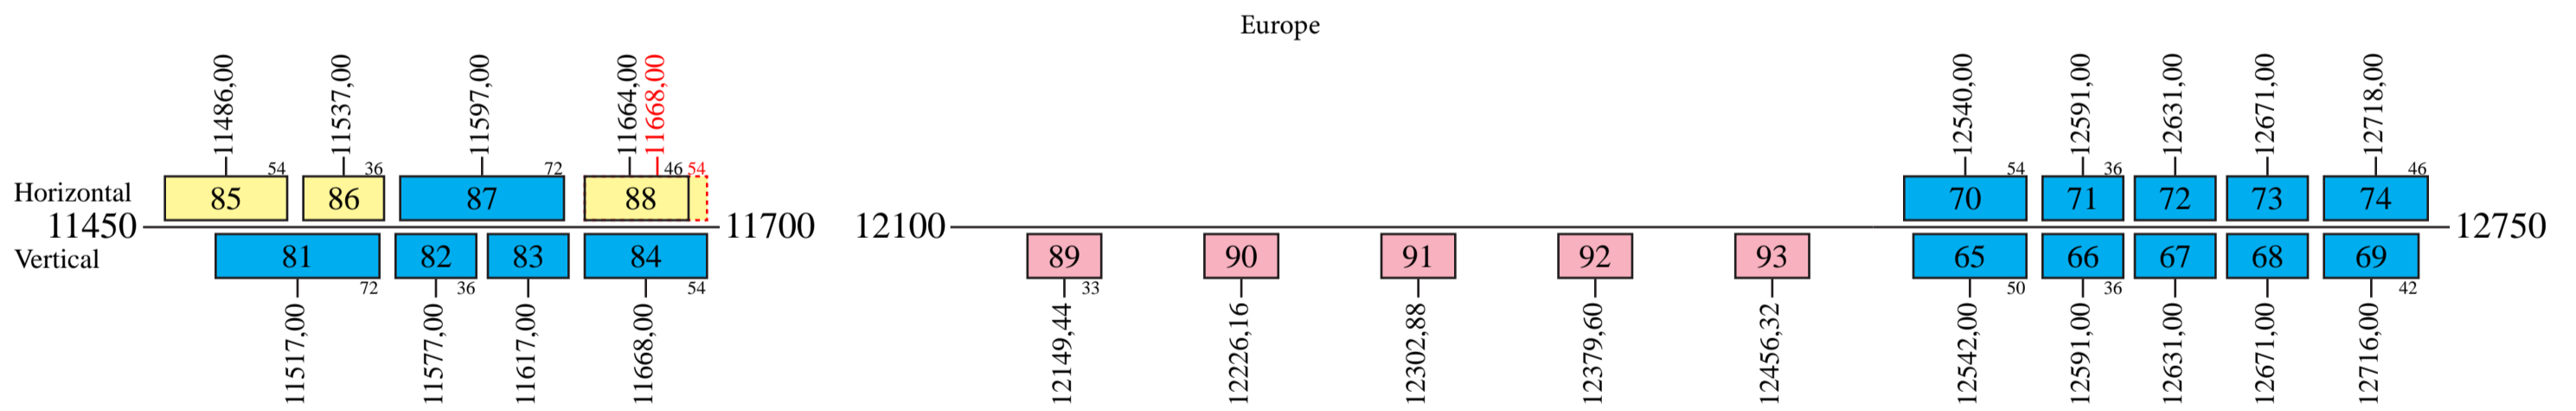 Europe
11486,00 11537,00 11597,00 11664,00 11668,00 12540,00 12591,00 12631,00 12671,00 12718,00
54 36 72 46 54 54 36 46
Horizontal 85 86 87 88 70 71 72 73 74
11450 11700 12100 12750
Vertical 81 82 83 84 89 90 91 92 93 65 66 67 68 69
72 36 54 33 50 36 42
11517,00 11577,00 11617,00 11668,00 12149,44 12226,16 12302,88 12379,60 12456,32 12542,00 12591,00 12631,00 12671,00 12716,00